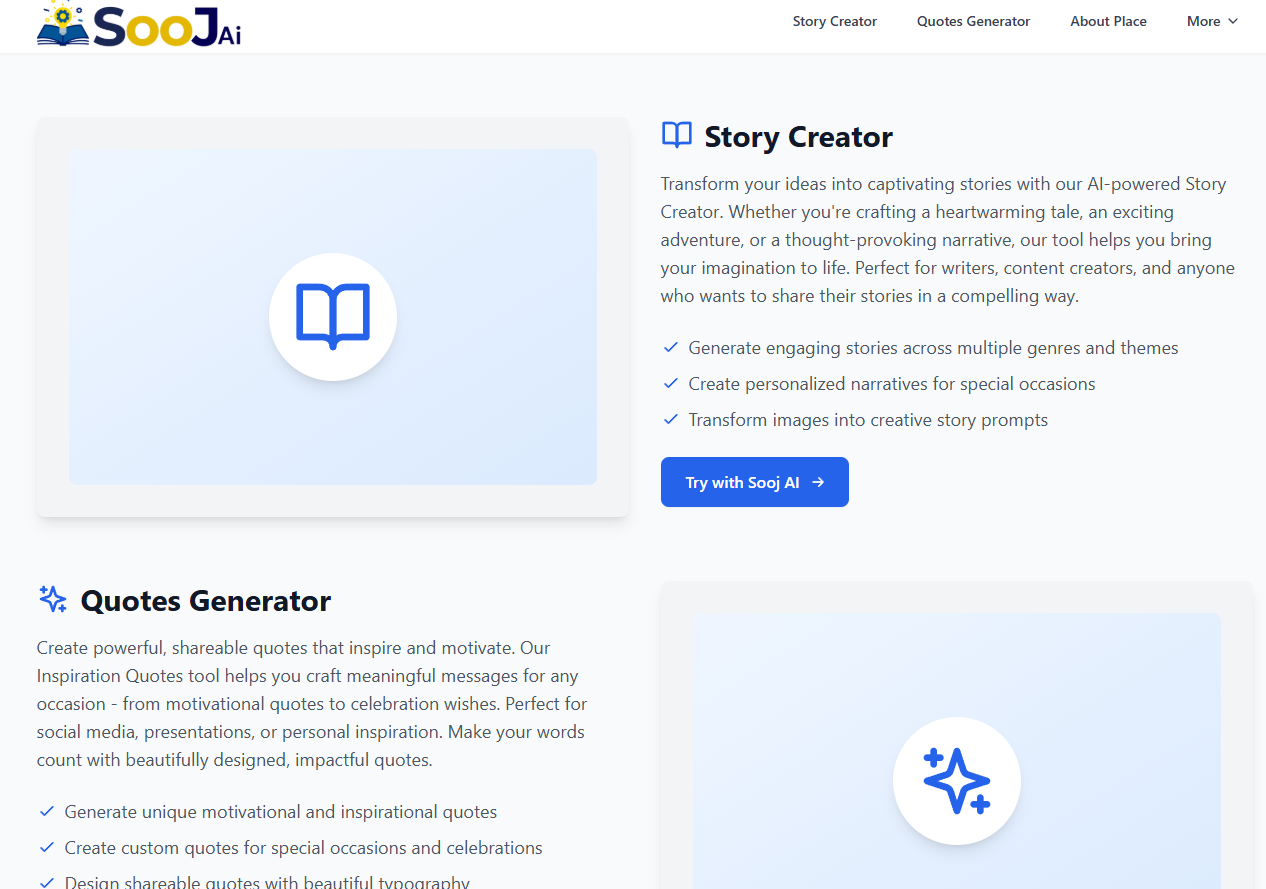 SooJAi
Story Creator
Quotes Generator
About Place
More
Story Creator
Transform your ideas into captivating stories with our AI-powered Story
Creator. Whether you're crafting a heartwarming tale, an exciting
adventure, or a thought-provoking narrative, our tool helps you bring
your imagination to life. Perfect for writers, content creators, and anyone
who wants to share their stories in a compelling way.
Generate engaging stories across multiple genres and themes
Create personalized narratives for special occasions
Transform images into creative story prompts
Try with Sooj AI →
Quotes Generator
Create powerful, shareable quotes that inspire and motivate. Our
Inspiration Quotes tool helps you craft meaningful messages for any
occasion - from motivational quotes to celebration wishes. Perfect for
social media, presentations, or personal inspiration. Make your words
count with beautifully designed, impactful quotes.
Generate unique motivational and inspirational quotes
Create custom quotes for special occasions and celebrations
Design shareable quotes with beautiful typography